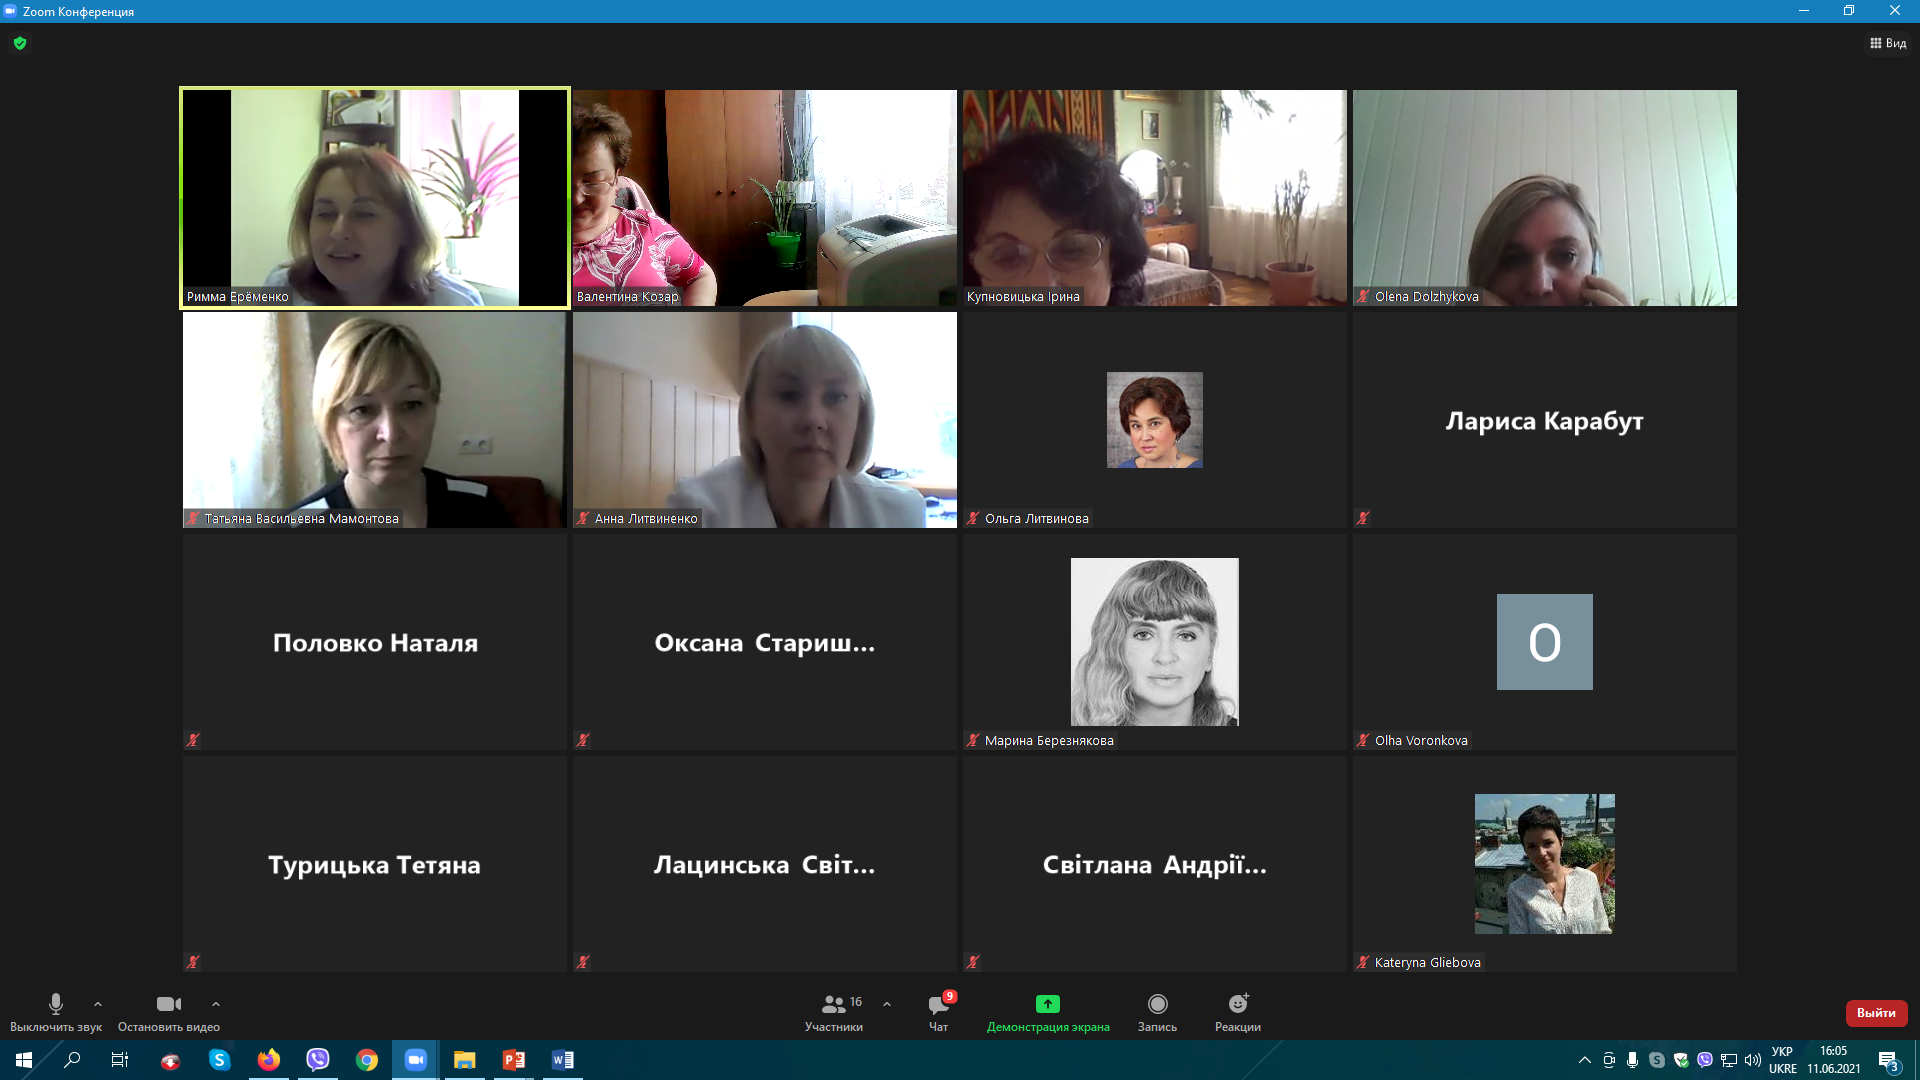 Zoom Конференция
Вид
Римма Ерёменко
Валентина Козар
Купновицька Ірина
Olena Dolzhykova
Татьяна Васильевна Мамонтова
Анна Литвиненко
Ольга Литвинова
Лариса Карабут
Половко Наталя
Оксана Стариш...
Марина Березнякова
O
Olha Voronkova
Турицька Тетяна
Лацинська Світ...
Світлана Андрії...
Kateryna Gliebova
Выключить звук
Остановить видео
16
Участники
9
Чат
Демонстрация экрана
Запись
Реакции
Выйти
УКР
UKRE
16:05
11.06.2021
3